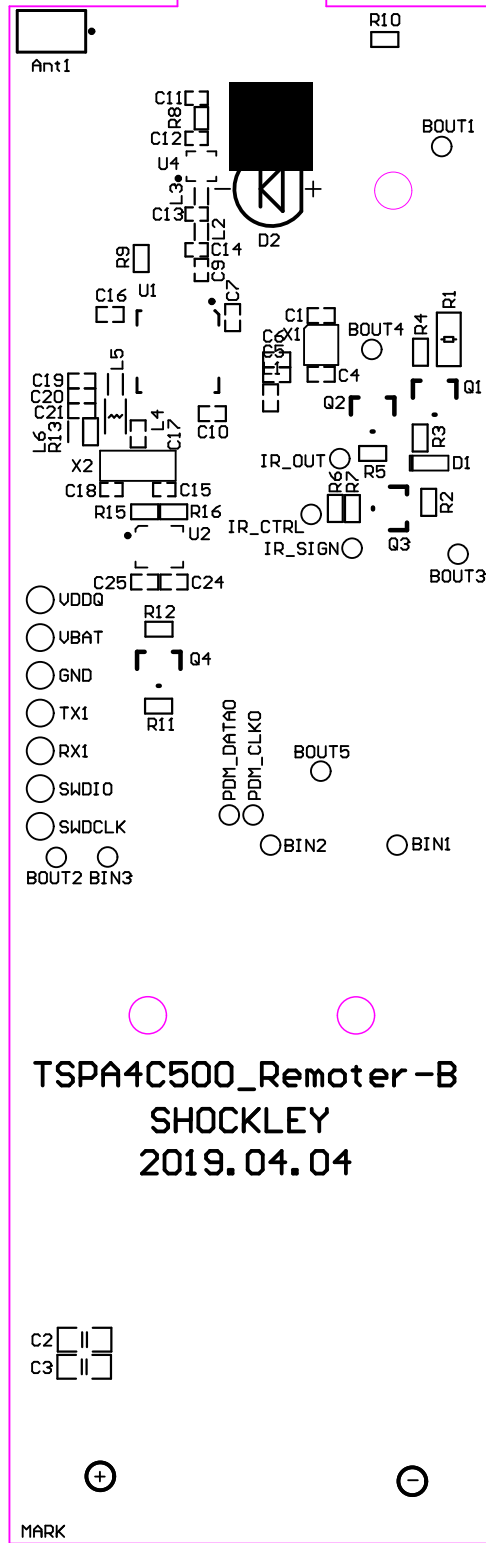 R10
Ant1
C11
R8
C12
U4
BOUT1
L3
C13
L2
D2
C14
R9
C9
U1
C7
C16
C1
X1
R1
R4
BOUT4
C6
C5
C4
L5
C19
C20
C21
L6
R13
L4
C17
C10
Q2
Q1
R3
X2
IR_OUT
R5
D1
C18
C15
R6
R7
R2
R15
R16
IR_CTRL
U2
IR_SIGN
Q3
BOUT3
C25
C24
VDDQ
R12
VBAT
Q4
GND
TX1
R11
RX1
PDM_DATA0
PDM_CLK0
BOUT5
SWDIO
SWDCLK
BIN2
BIN1
BOUT2
BIN3
TSPA4C500_Remoter-B
SHOCKLEY
2019.04.04
C2
C3
MARK